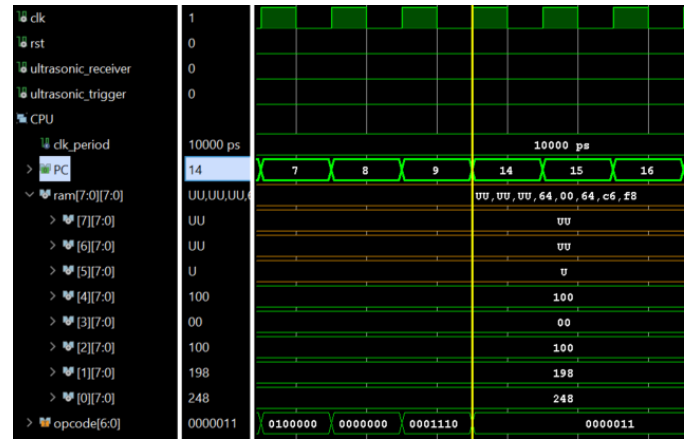 clk 1
rst 0
ultrasonic_receiver 0
ultrasonic_trigger 0
CPU
clk_period 10000 ps 10000 ps
PC 14 7 8 9 14 15 16
ram[7:0][7:0] UU,UU,UU,6 UU,UU,UU,64,00,64,c6,f8
[7][7:0] UU UU
[6][7:0] UU UU
[5][7:0] U U
[4][7:0] 100 100
[3][7:0] 00 00
[2][7:0] 100 100
[1][7:0] 198 198
[0][7:0] 248 248
opcode[6:0] 0000011 0100000 0000000 0001110 0000011